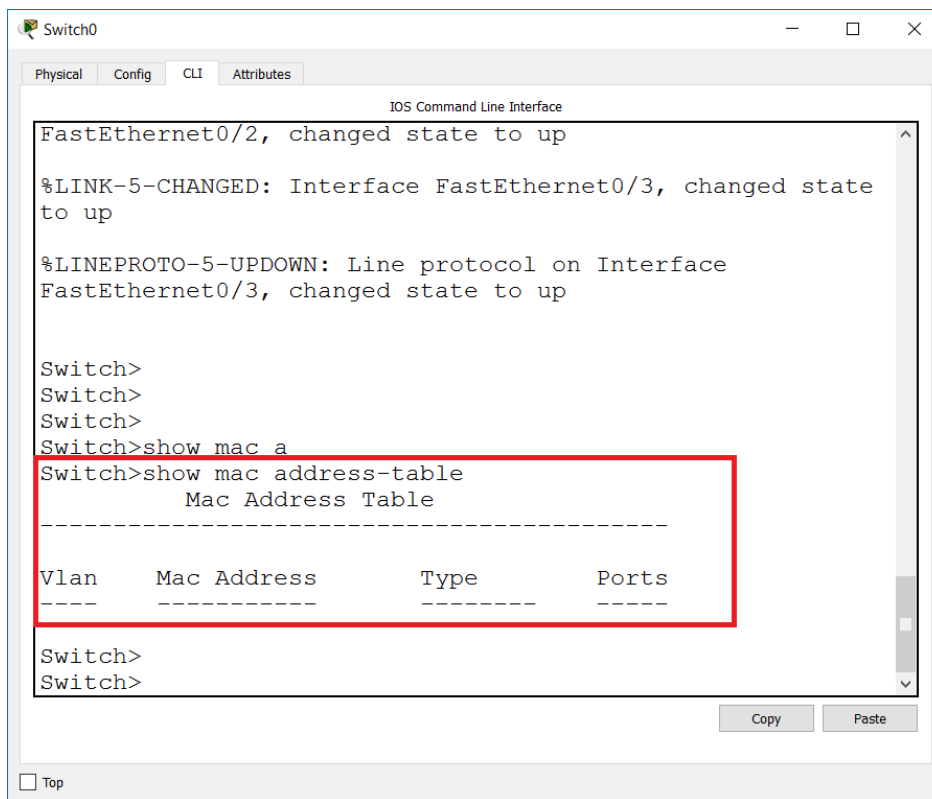 Switch0
Physical Config CLI Attributes
IOS Command Line Interface
FastEthernet0/2, changed state to up
%LINK-5-CHANGED: Interface FastEthernet0/3, changed state
to up
%LINEPROTO-5-UPDOWN: Line protocol on Interface
FastEthernet0/3, changed state to up
Switch>
Switch>
Switch>
Switch>show mac a
Switch>show mac address-table
Mac Address Table
-------------------------------------------
Vlan Mac Address Type Ports
---- ----------- -------- -----
Switch>
Switch>
Copy Paste
Top